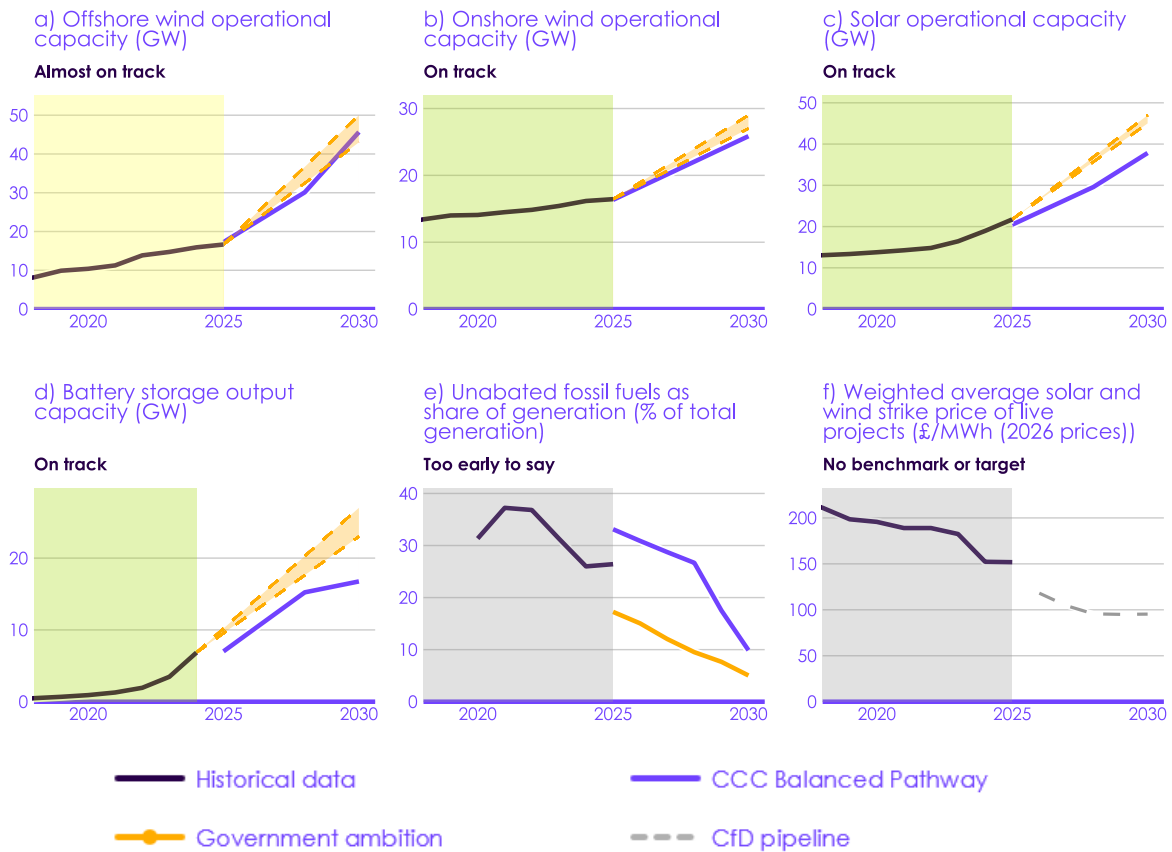 a) Offshore wind operational
capacity (GW)
Almost on track
50
40
30
20
10
0
2020
2025
2030
b) Onshore wind operational
capacity (GW)
On track
30
20
10
0
2020
2025
2030
c) Solar operational capacity
(GW)
On track
50
40
30
20
10
0
2020
2025
2030
d) Battery storage output
capacity (GW)
On track
20
10
0
2020
2025
2030
e) Unabated fossil fuels as
share of generation (% of total
generation)
Too early to say
40
30
20
10
0
2020
2025
2030
f) Weighted average solar and
wind strike price of live
projects (£/MWh (2026 prices))
No benchmark or target
200
150
100
50
0
2020
2025
2030
Historical data
CCC Balanced Pathway
Government ambition
CfD pipeline